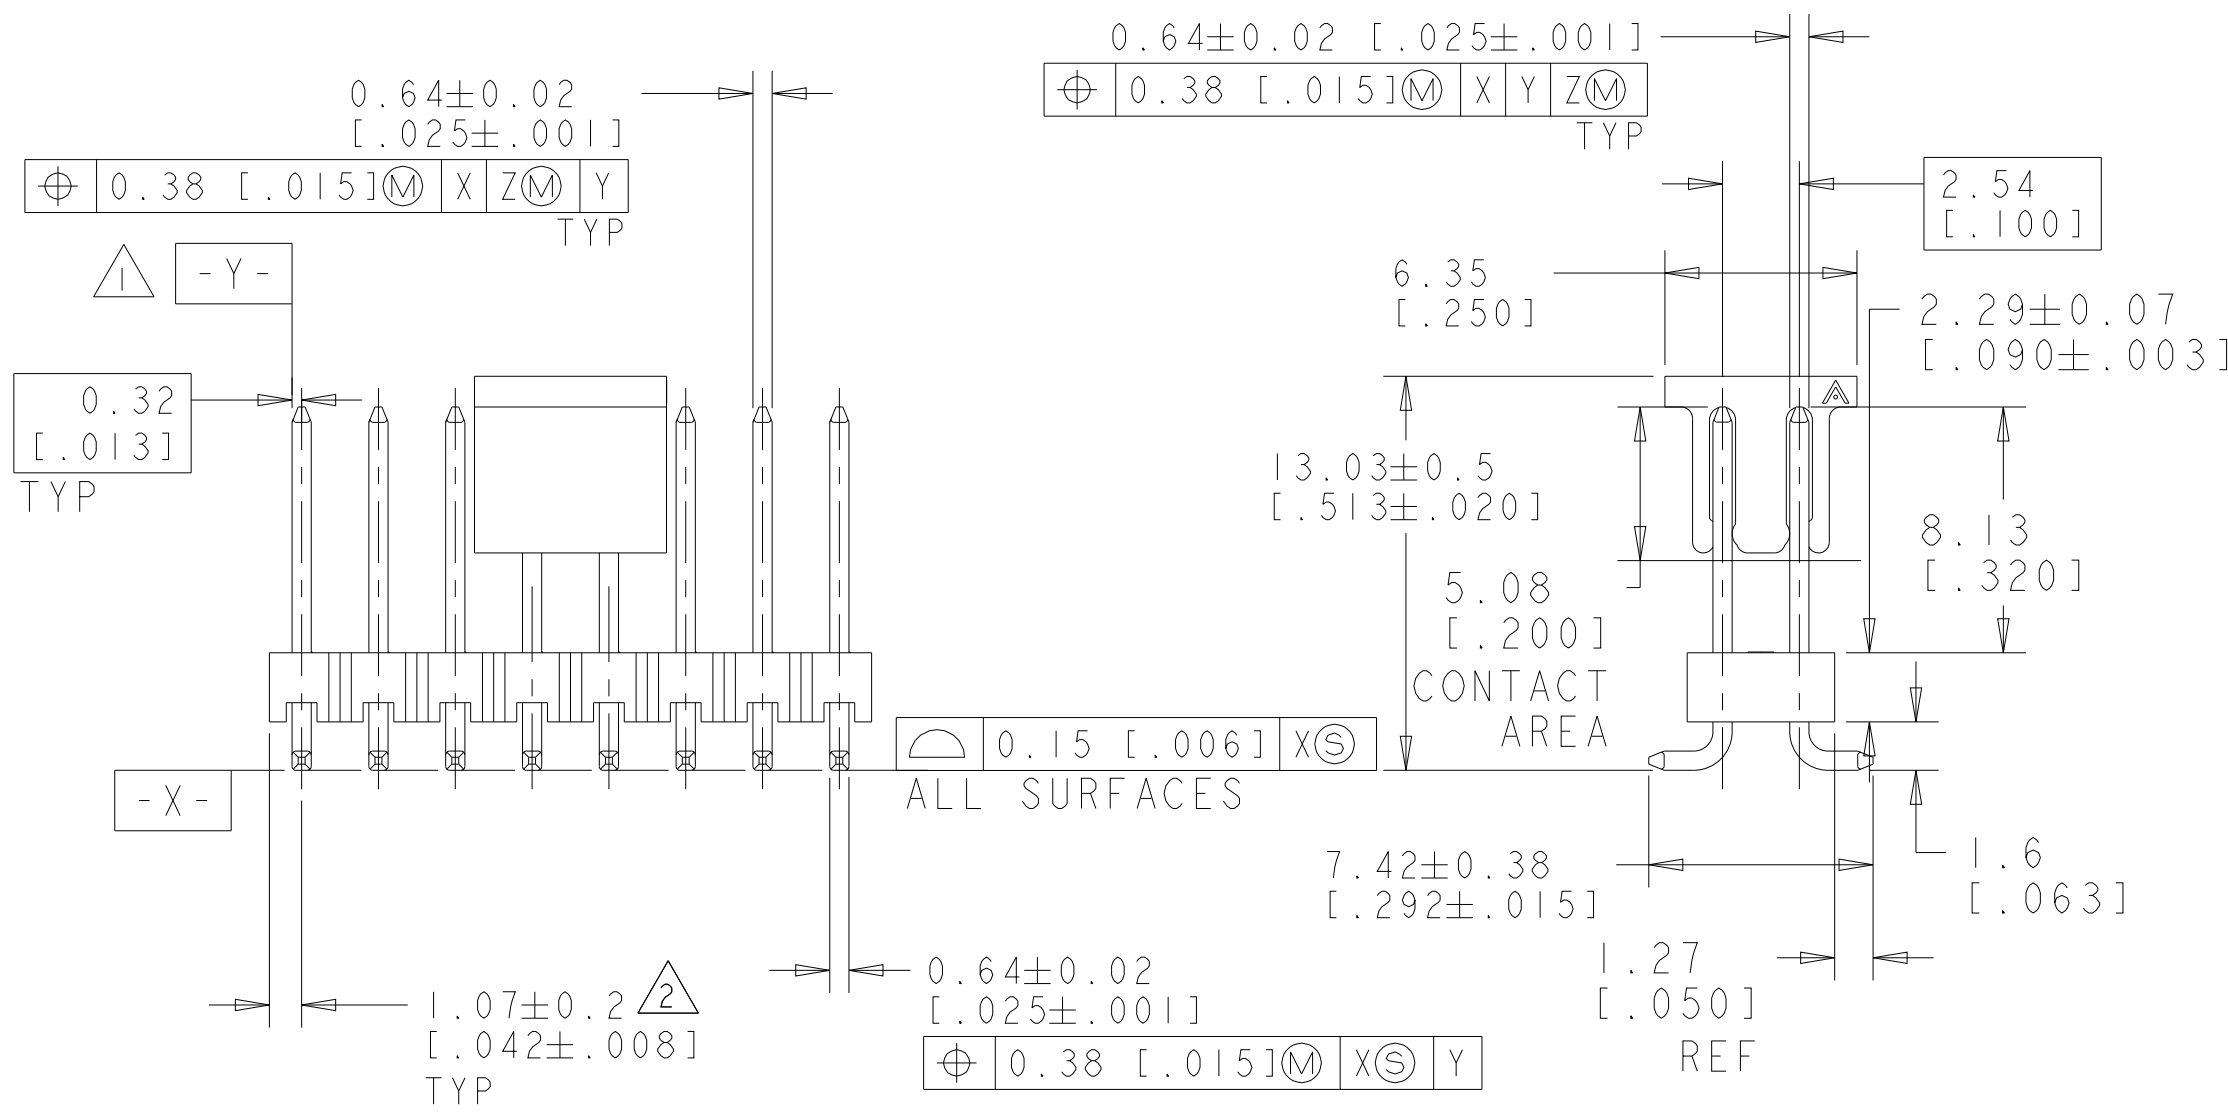 0.64±0.02
[.025±.001]
⌖ 0.38 [.015]Ⓜ X ZⓂ Y
TYP
1
-Y-
0.32
[.013]
TYP
-X-
1.07±0.2 2
[.042±.008]
TYP
⌓ 0.15 [.006] XⓈ
ALL SURFACES
0.64±0.02
[.025±.001]
⌖ 0.38 [.015]Ⓜ XⓈ Y
0.64±0.02 [.025±.001]
⌖ 0.38 [.015]Ⓜ X Y ZⓂ
TYP
2.54
[.100]
6.35
[.250]
2.29±0.07
[.090±.003]
13.03±0.5
[.513±.020]
8.13
[.320]
5.08
[.200]
CONTACT
AREA
7.42±0.38
[.292±.015]
1.6
[.063]
1.27
[.050]
REF